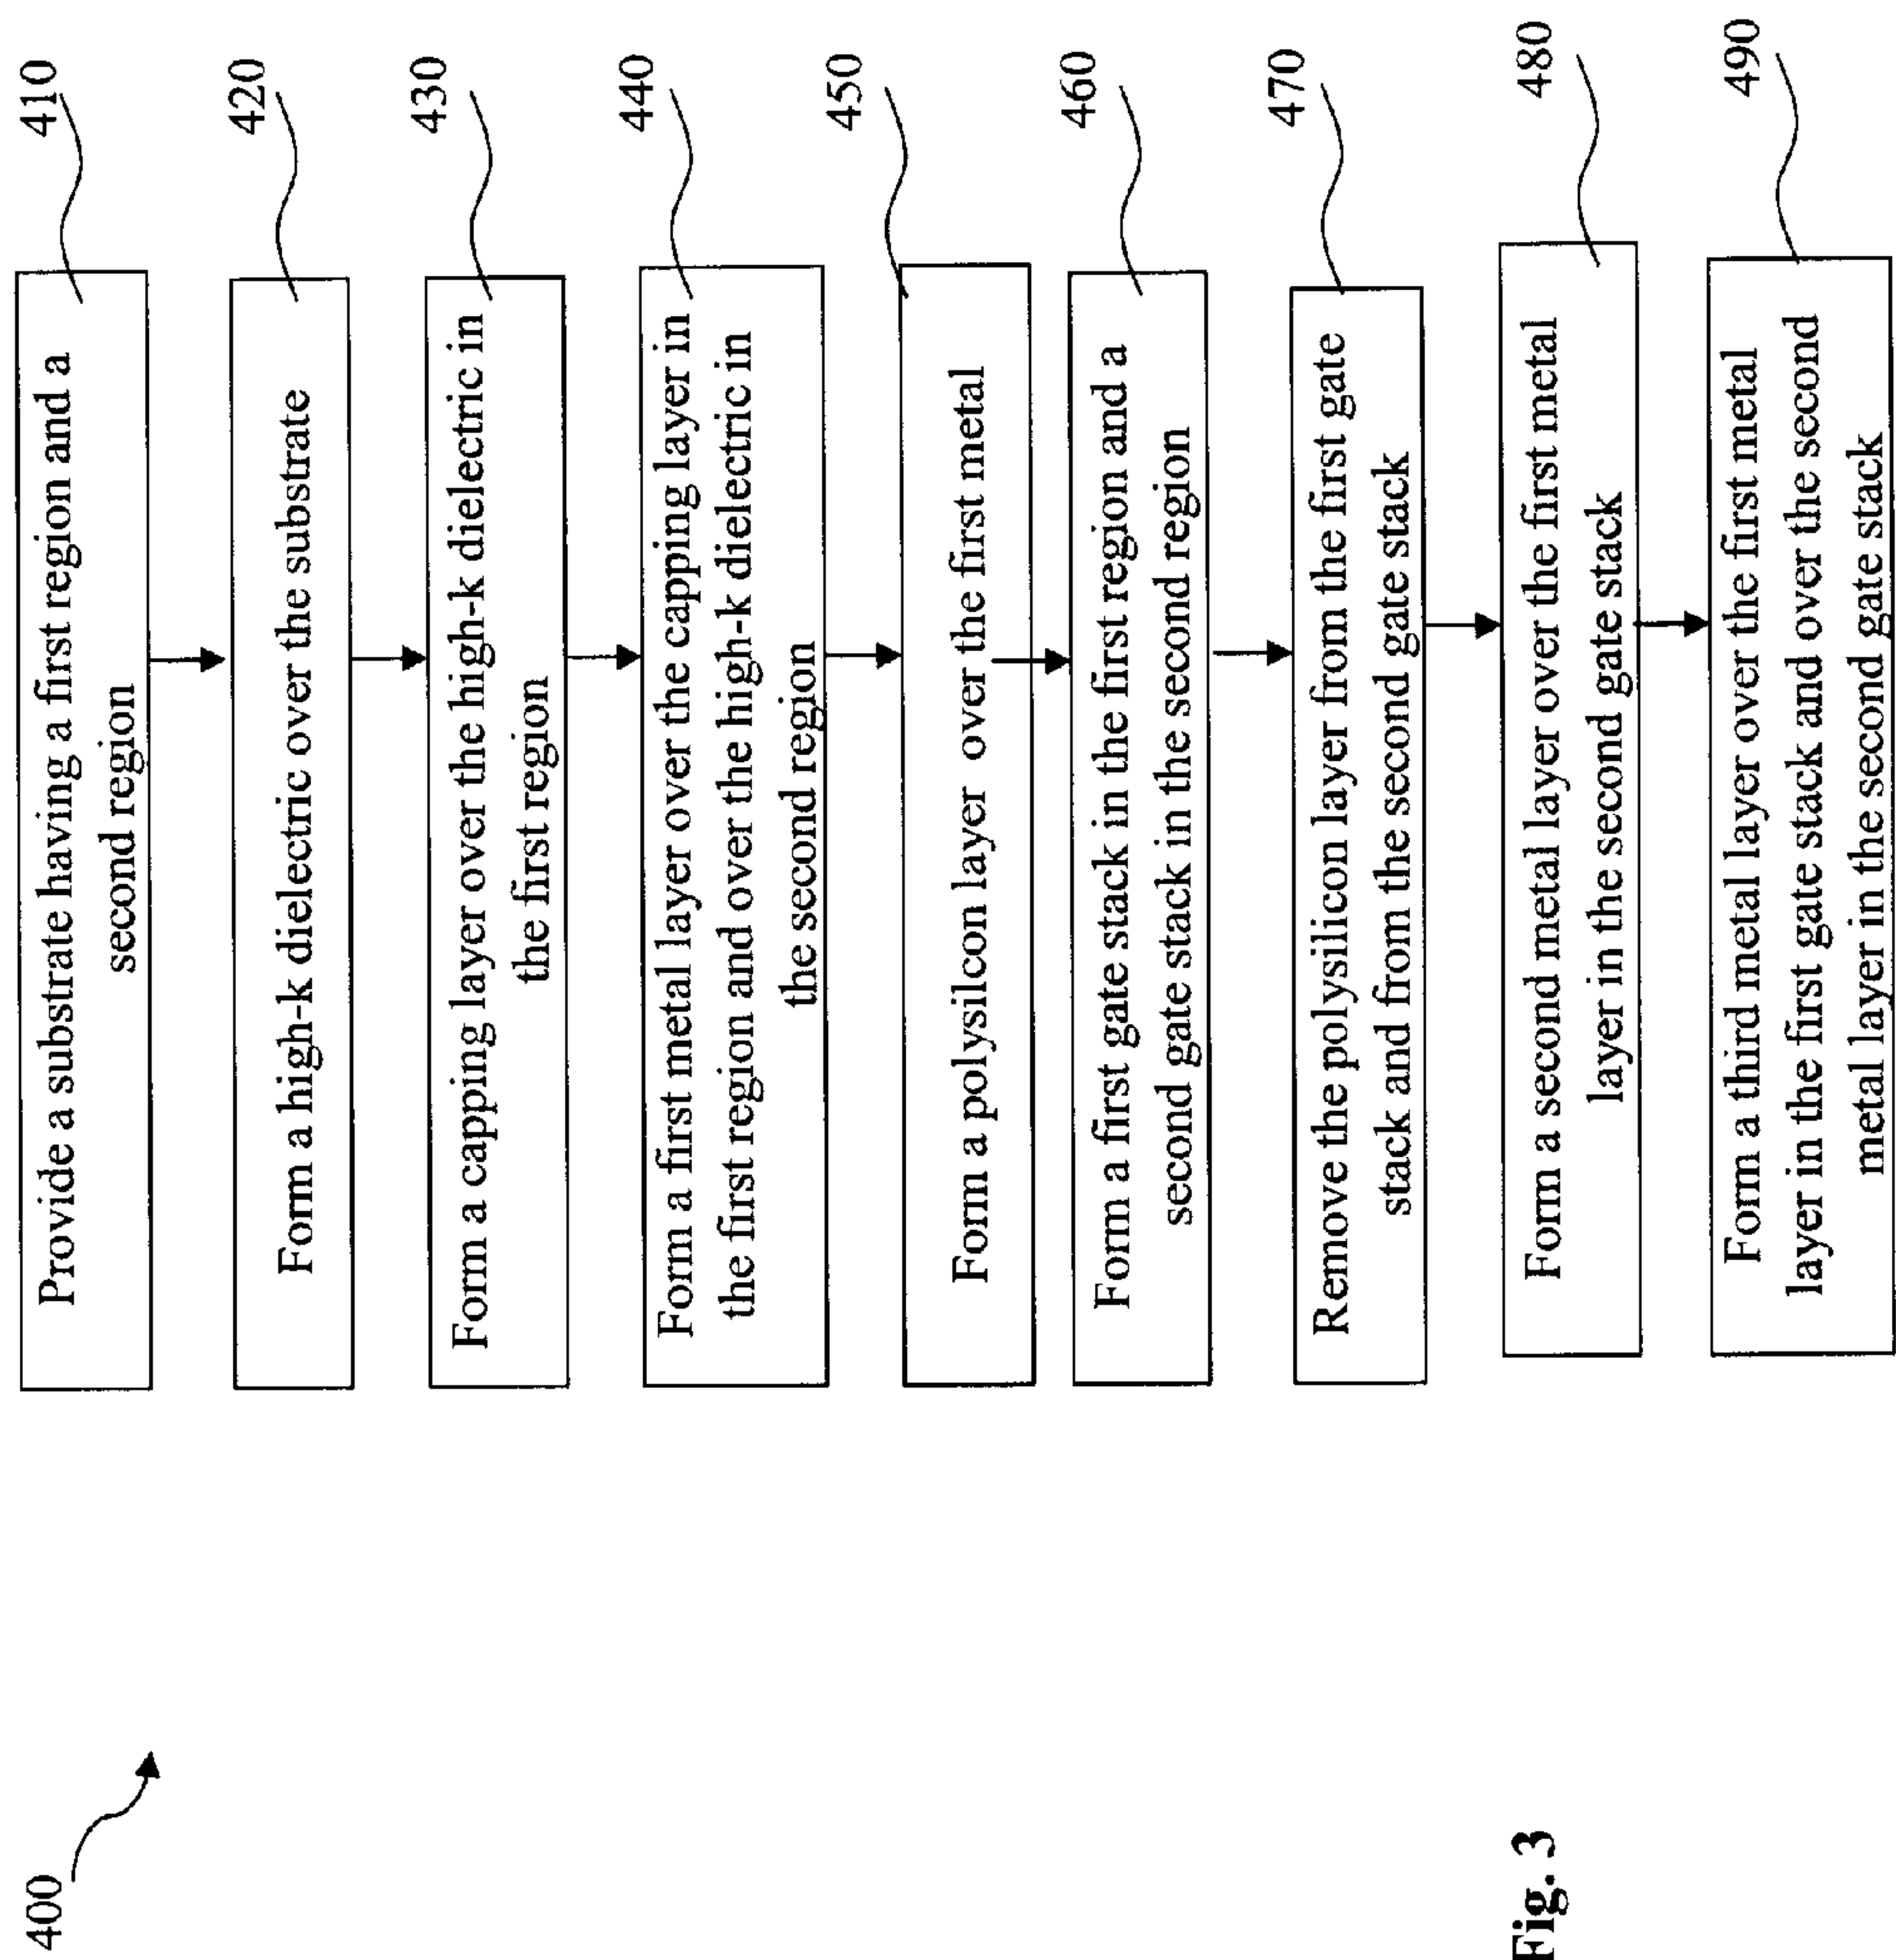 400
Provide a substrate having a first region and a
second region
410
Form a high-k dielectric over the substrate
420
Form a capping layer over the high-k dielectric in
the first region
430
Form a first metal layer over the capping layer in
the first region and over the high-k dielectric in
the second region
440
Form a polysilicon layer over the first metal
450
Form a first gate stack in the first region and a
second gate stack in the second region
460
Remove the polysilicon layer from the first gate
stack and from the second gate stack
470
Form a second metal layer over the first metal
layer in the second gate stack
480
Form a third metal layer over the first metal
layer in the first gate stack and over the second
metal layer in the second gate stack
490
Fig. 3